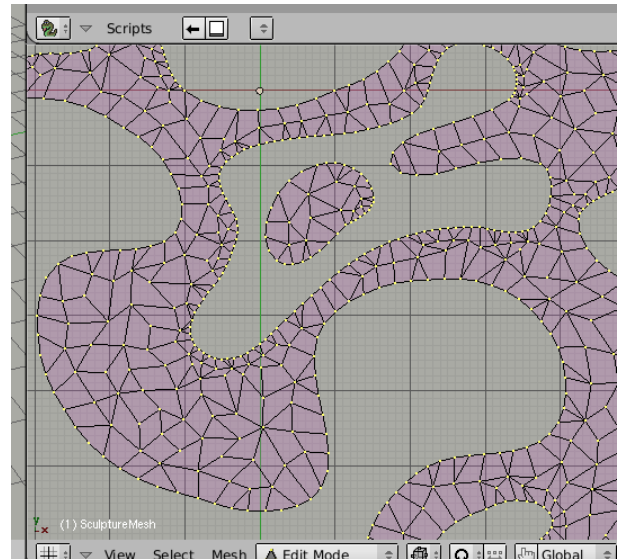 Scripts
y
x
(1) SculptureMesh
View Select Mesh Edit Mode Global